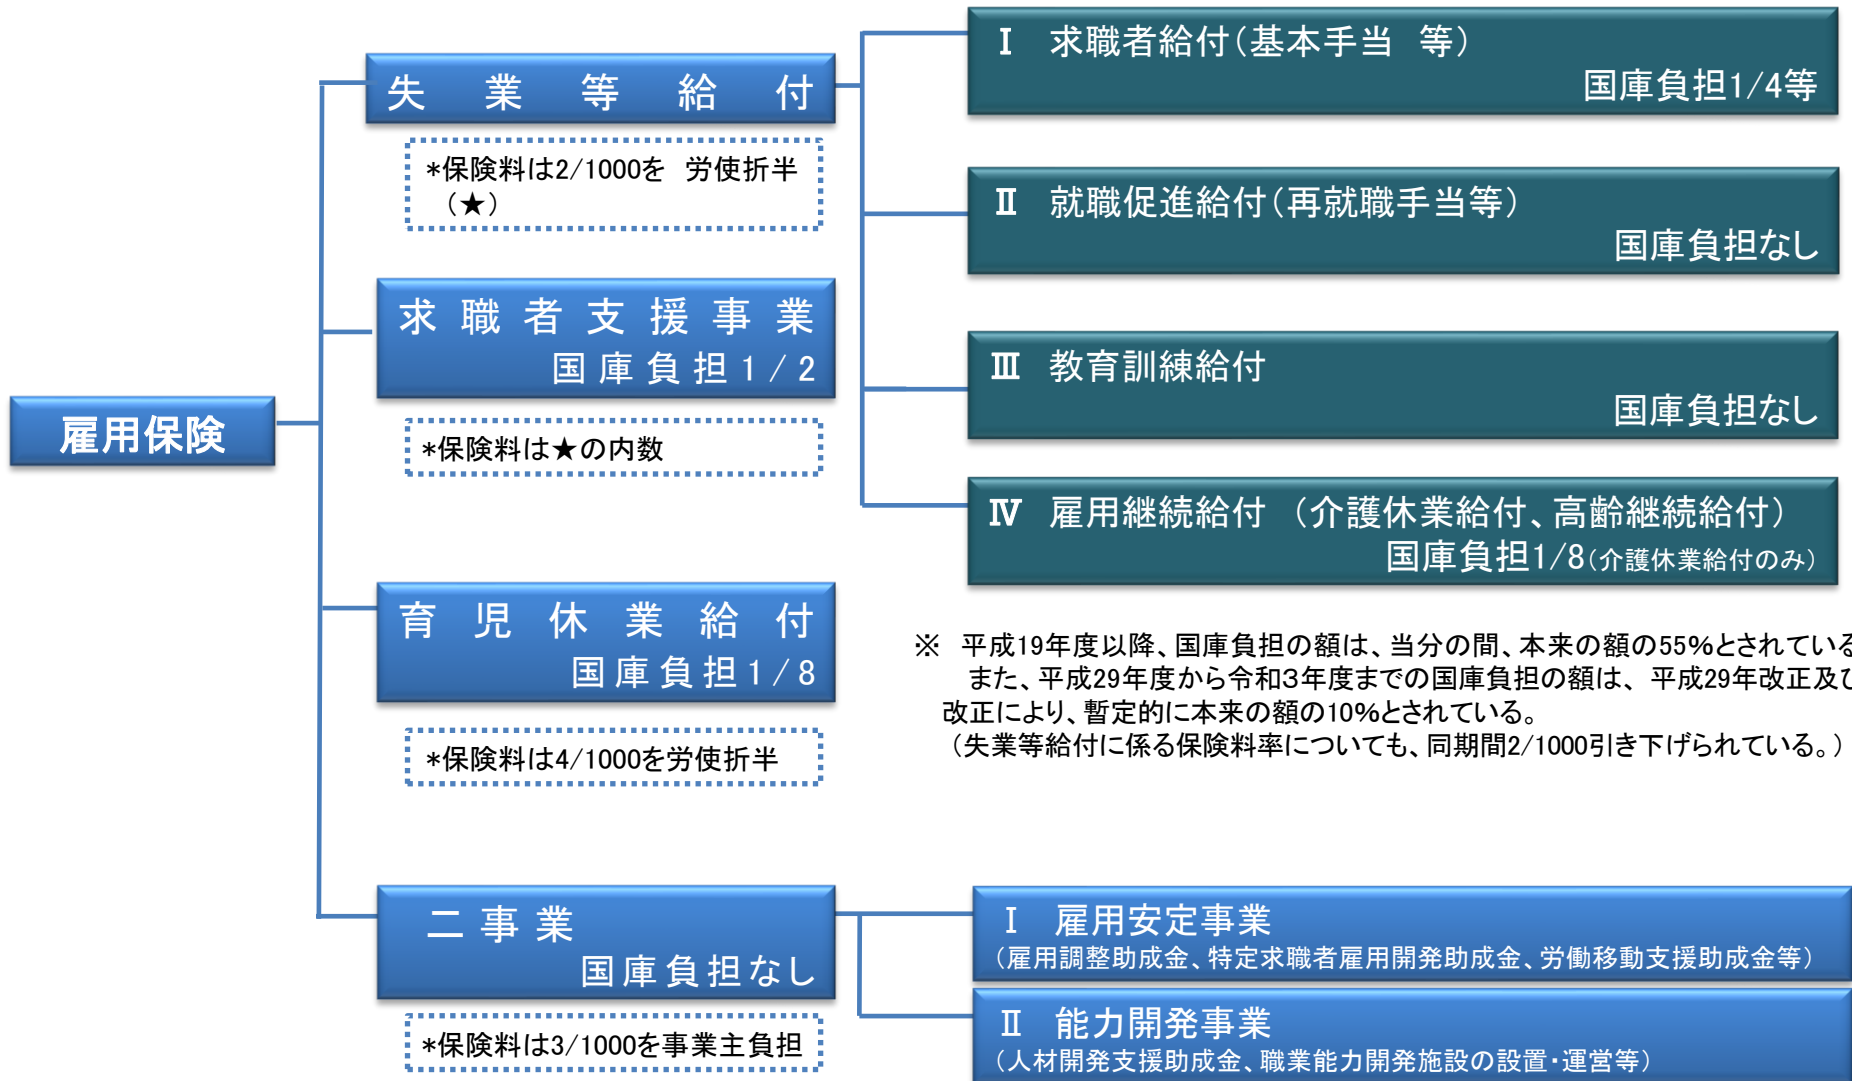 雇用保険
失業等給付
*保険料は2/1000を 労使折半
（★）
求職者支援事業
国庫負担1/2
*保険料は★の内数
育児休業給付
国庫負担1/8
*保険料は4/1000を労使折半
二事業
国庫負担なし
*保険料は3/1000を事業主負担
Ⅰ 求職者給付（基本手当 等）
国庫負担1/4等
Ⅱ 就職促進給付（再就職手当等）
国庫負担なし
Ⅲ 教育訓練給付
国庫負担なし
Ⅳ 雇用継続給付 （介護休業給付、高齢継続給付）
国庫負担1/8（介護休業給付のみ）
※ 平成19年度以降、国庫負担の額は、当分の間、本来の額の55%とされている
また、平成29年度から令和３年度までの国庫負担の額は、平成29年改正及び
改正により、暫定的に本来の額の10%とされている。
（失業等給付に係る保険料率についても、同期間2/1000引き下げられている。）
Ⅰ 雇用安定事業
（雇用調整助成金、特定求職者雇用開発助成金、労働移動支援助成金等）
Ⅱ 能力開発事業
（人材開発支援助成金、職業能力開発施設の設置・運営等）